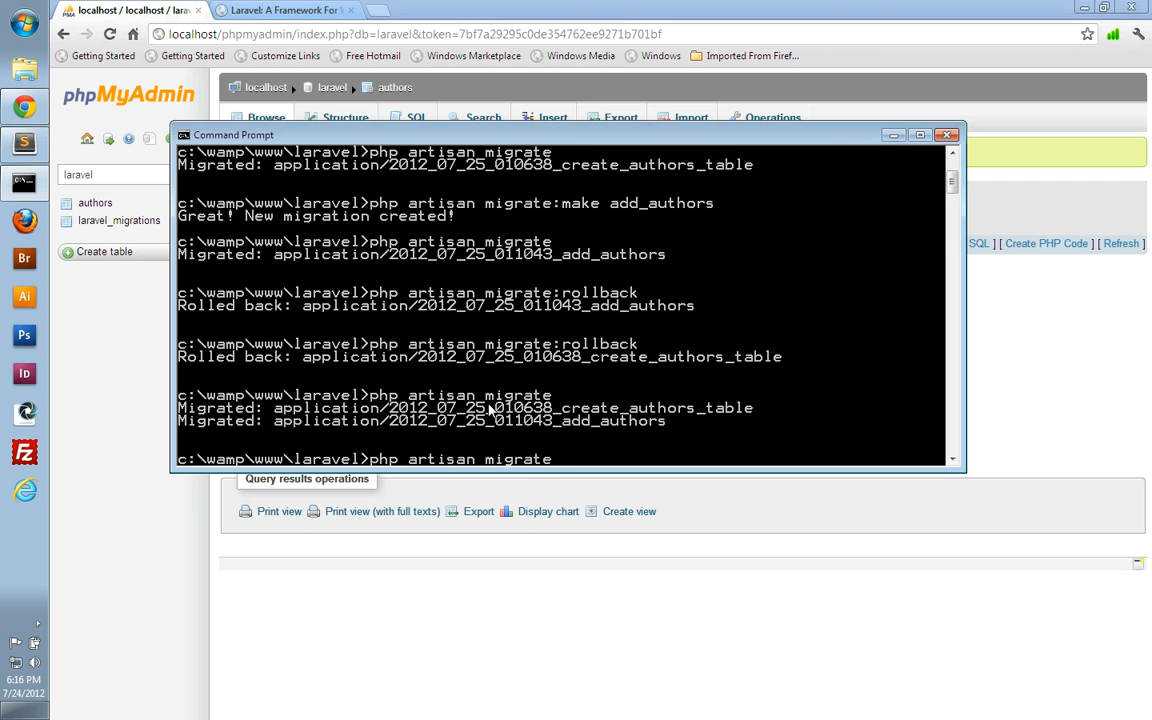 localhost / localhost / larav
Laravel: A Framework For W
localhost/phpmyadmin/index.php?db=laravel&token=7bf7a29295c0de354762ee9271b701bf
Getting Started
Getting Started
Customize Links
Free Hotmail
Windows Marketplace
Windows Media
Windows
Imported From Firef...
phpMyAdmin
localhost
laravel
authors
Browse
Structure
SQL
Search
Insert
Export
Import
Operations
laravel
authors
laravel_migrations
Create table
Command Prompt
c:\wamp\www\laravel>php artisan migrate
Migrated: application/2012_07_25_010638_create_authors_table
c:\wamp\www\laravel>php artisan migrate:make add_authors
Great! New migration created!
c:\wamp\www\laravel>php artisan migrate
Migrated: application/2012_07_25_011043_add_authors
c:\wamp\www\laravel>php artisan migrate:rollback
Rolled back: application/2012_07_25_011043_add_authors
c:\wamp\www\laravel>php artisan migrate:rollback
Rolled back: application/2012_07_25_010638_create_authors_table
c:\wamp\www\laravel>php artisan migrate
Migrated: application/2012_07_25_010638_create_authors_table
Migrated: application/2012_07_25_011043_add_authors
c:\wamp\www\laravel>php artisan migrate
SQL ] [ Create PHP Code ] [ Refresh ]
Query results operations
Print view
Print view (with full texts)
Export
Display chart
Create view
Br
Ai
Ps
Id
Fz
6:16 PM
7/24/2012